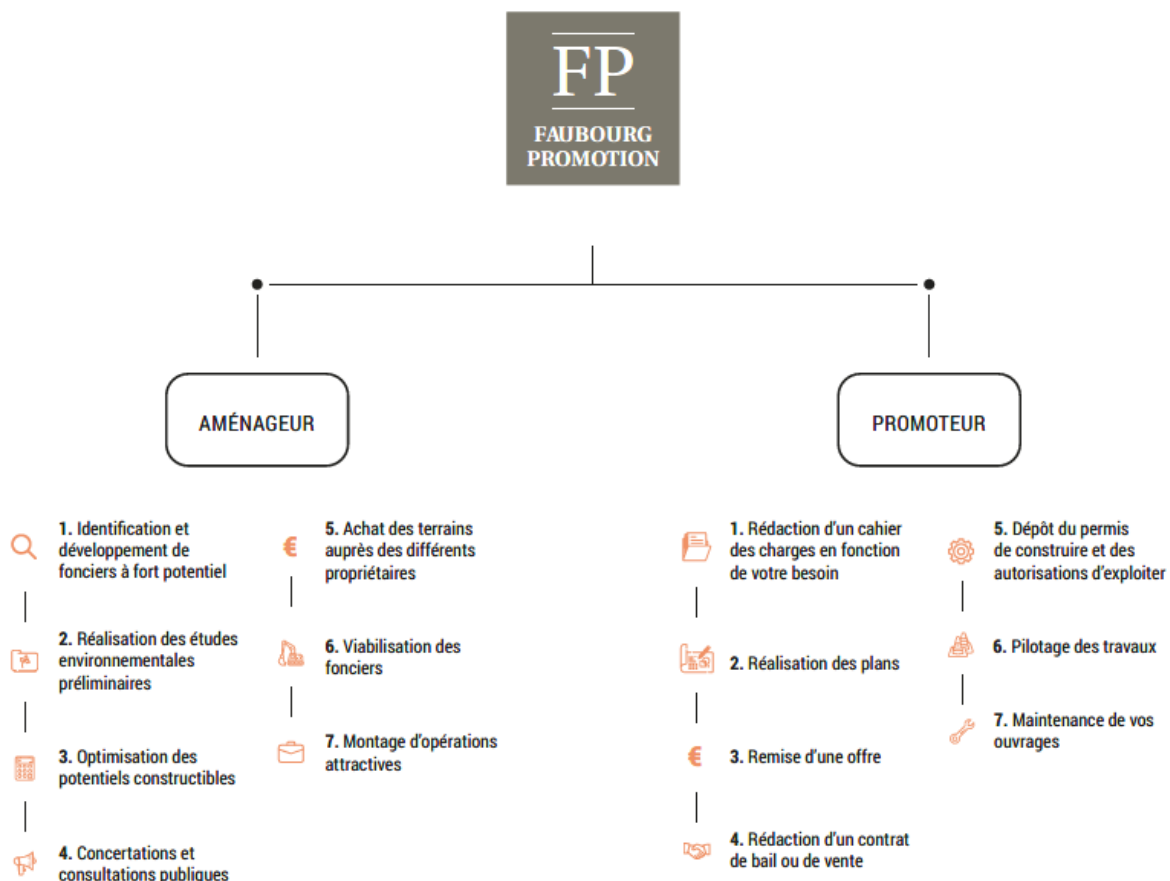 FP
FAUBOURG
PROMOTION
AMÉNAGEUR
1. Identification et
développement de
fonciers à fort potentiel
2. Réalisation des études
environnementales
préliminaires
3. Optimisation des
potentiels constructibles
4. Concertations et
consultations publiques
€
5. Achat des terrains
auprès des différents
propriétaires
6. Viabilisation des
fonciers
7. Montage d'opérations
attractives
PROMOTEUR
1. Rédaction d'un cahier
des charges en fonction
de votre besoin
2. Réalisation des plans
€
3. Remise d'une offre
4. Rédaction d'un contrat
de bail ou de vente
5. Dépôt du permis
de construire et des
autorisations d'exploiter
6. Pilotage des travaux
7. Maintenance de vos
ouvrages